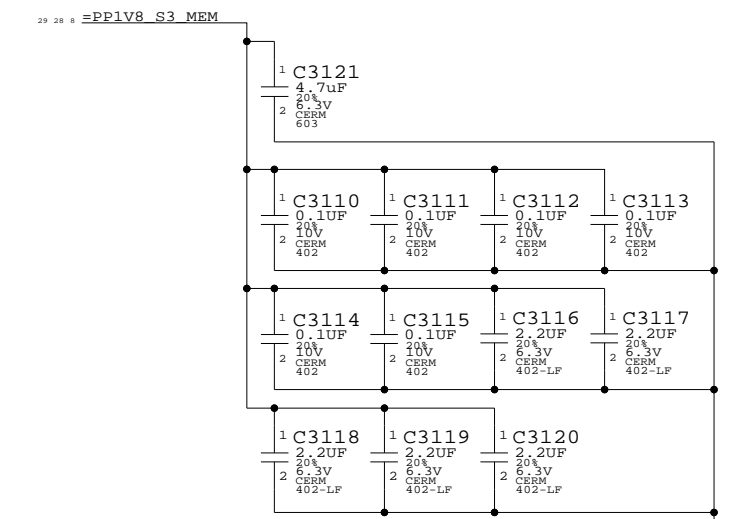 29 28 8 =PP1V8_S3_MEM
1 C3121
4.7uF
20%
6.3V
2 CERM
603
1 C3110 1 C3111 1 C3112 1 C3113
0.1UF 0.1UF 0.1UF 0.1UF
20% 20% 20% 20%
10V 10V 10V 10V
2 CERM 2 CERM 2 CERM 2 CERM
402 402 402 402
1 C3114 1 C3115 1 C3116 1 C3117
0.1UF 0.1UF 2.2UF 2.2UF
20% 20% 20% 20%
10V 10V 6.3V 6.3V
2 CERM 2 CERM 2 CERM 2 CERM
402 402 402-LF 402-LF
1 C3118 1 C3119 1 C3120
2.2UF 2.2UF 2.2UF
20% 20% 20%
6.3V 6.3V 6.3V
2 CERM 2 CERM 2 CERM
402-LF 402-LF 402-LF